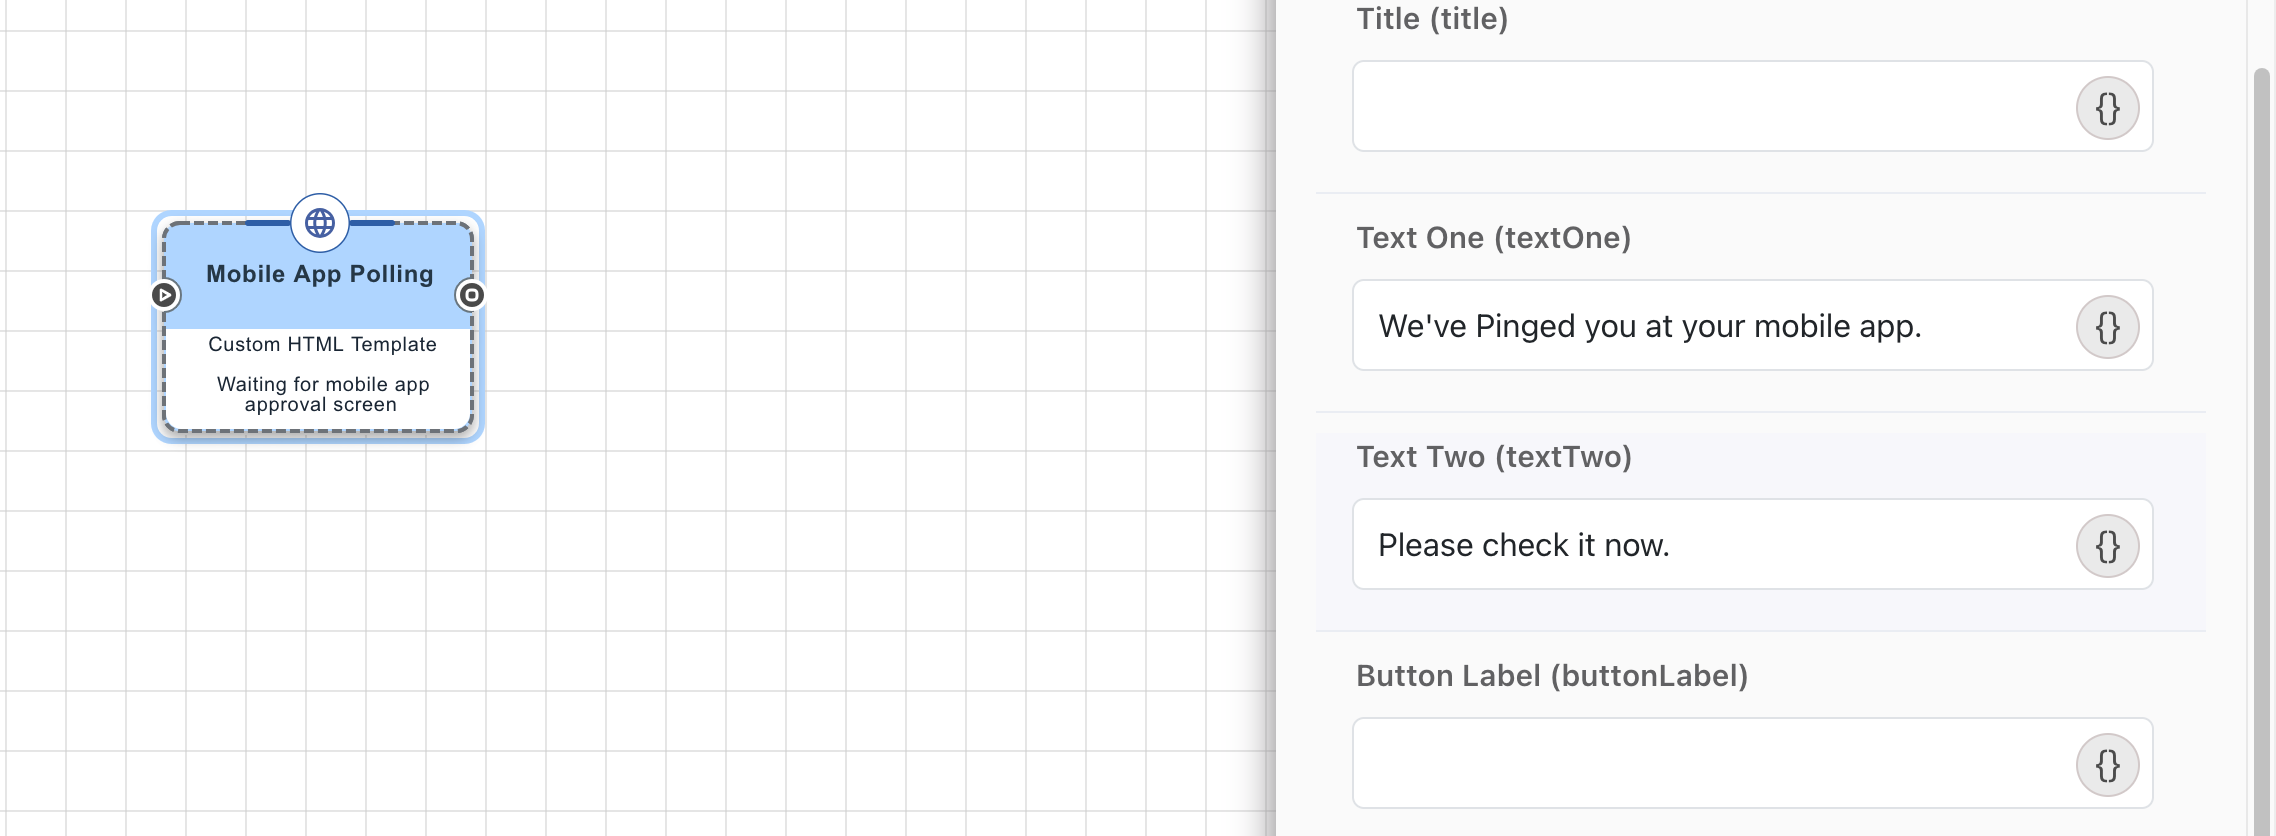 Mobile App Polling
Custom HTML Template
Waiting for mobile app
approval screen
Title (title)
{}
Text One (textOne)
We've Pinged you at your mobile app.
{}
Text Two (textTwo)
Please check it now.
{}
Button Label (buttonLabel)
{}